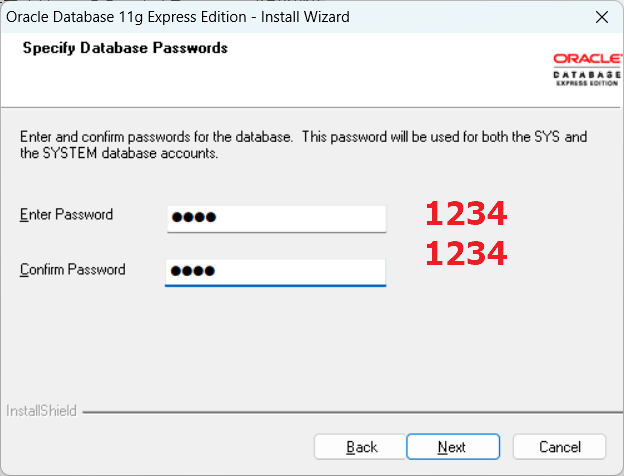 Oracle Database 11g Express Edition - Install Wizard
Specify Database Passwords
ORACLE
DATABASE
EXPRESS EDITION
Enter and confirm passwords for the database. This password will be used for both the SYS and
the SYSTEM database accounts.
Enter Password ●●●● 1234
1234
Confirm Password ●●●●
InstallShield
Back Next Cancel